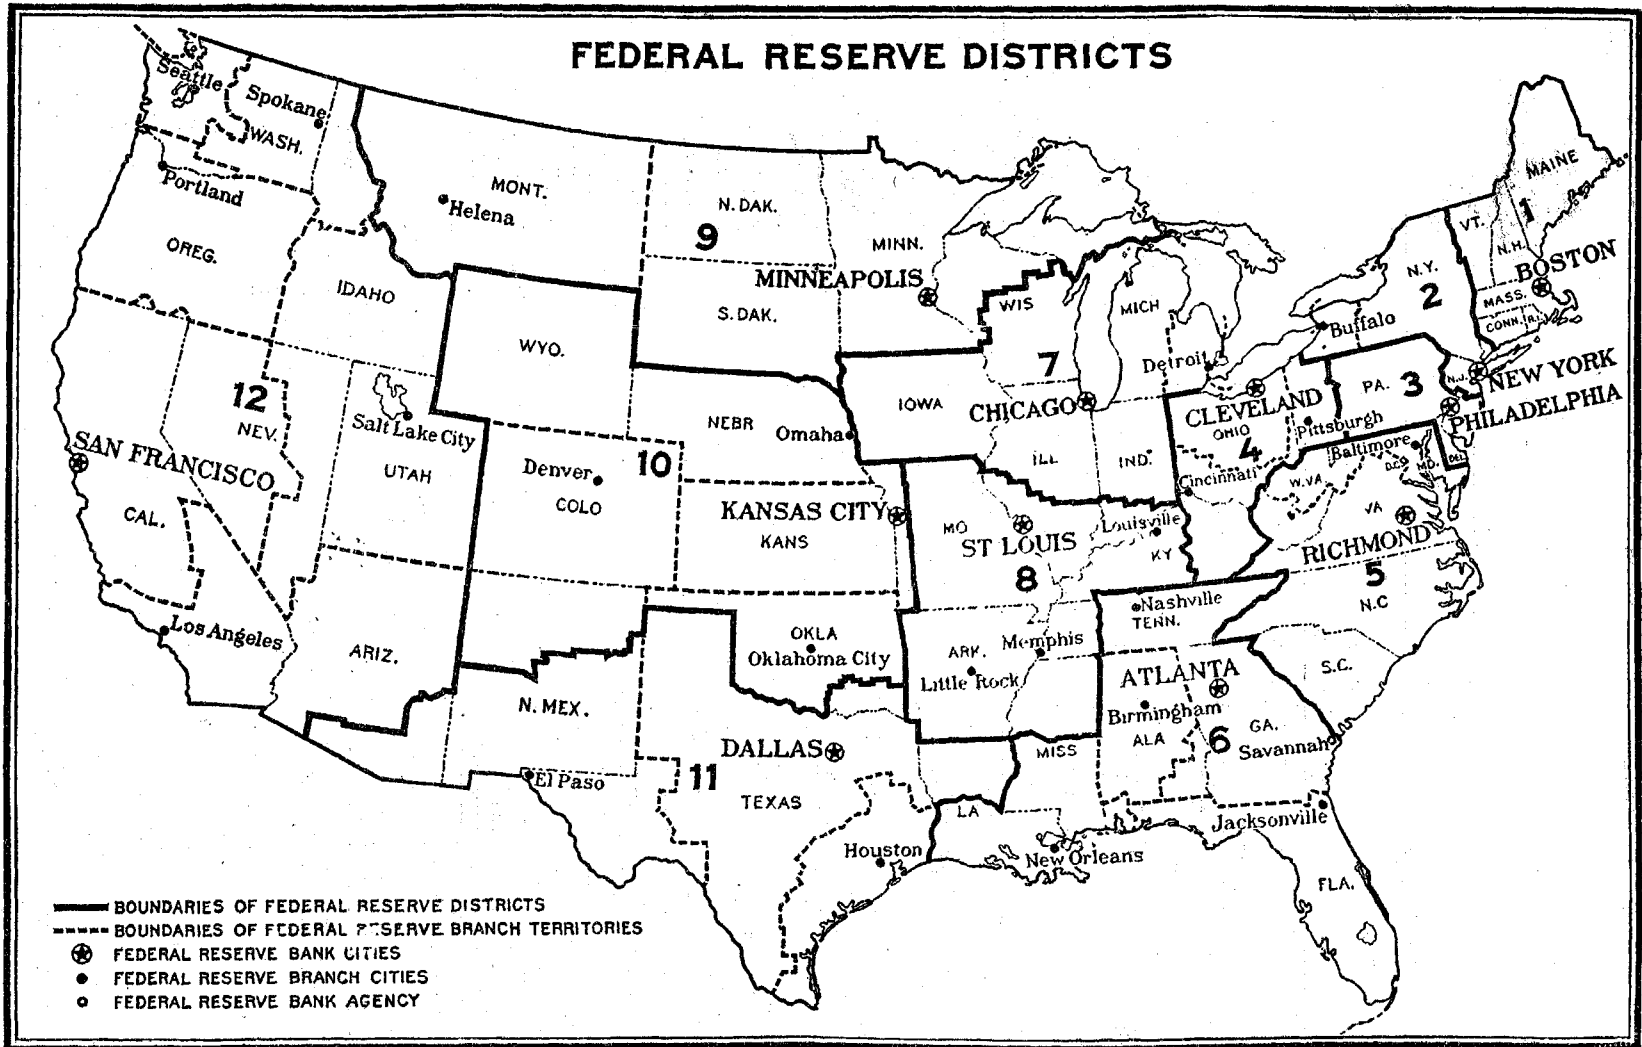 FEDERAL RESERVE DISTRICTS
Seattle
Spokane
WASH.
Portland
OREG.
MONT.
Helena
IDAHO
N. DAK.
9
MINN.
MINNEAPOLIS
S. DAK.
WYO.
WIS
MICH
7
Detroit
MAINE
VT.
1
N.H.
BOSTON
N.Y.
2
MASS.
CONN.
R.I.
Buffalo
NEW YORK
N.J.
PA.
3
PHILADELPHIA
CLEVELAND
OHIO
4
Pittsburgh
Cincinnati
Baltimore
D.C.
MD.
DEL
W. VA.
VA
RICHMOND
5
N.C
S.C.
12
NEV.
SAN FRANCISCO
CAL.
Los Angeles
Salt Lake City
UTAH
ARIZ.
Denver
COLO
10
NEBR
Omaha
IOWA
CHICAGO
ILL
IND.
KANSAS CITY
KANS
MO
ST LOUIS
8
Louisville
KY
Nashville
TENN.
OKLA
Oklahoma City
ARK.
Memphis
Little Rock
N. MEX.
El Paso
DALLAS
11
TEXAS
Houston
LA
MISS
New Orleans
ATLANTA
Birmingham
ALA
6
GA.
Savannah
Jacksonville
FLA.
BOUNDARIES OF FEDERAL RESERVE DISTRICTS
BOUNDARIES OF FEDERAL RESERVE BRANCH TERRITORIES
FEDERAL RESERVE BANK CITIES
FEDERAL RESERVE BRANCH CITIES
FEDERAL RESERVE BANK AGENCY